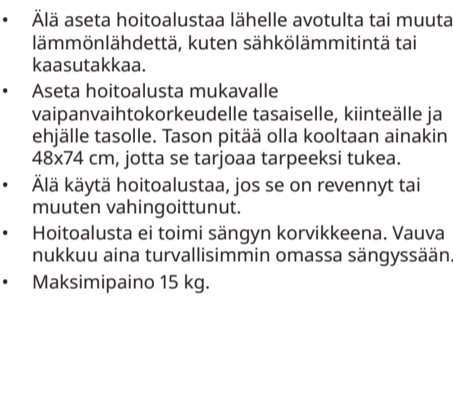 • Älä aseta hoitoalustaa lähelle avotulta tai muuta
lämmönlähdettä, kuten sähkölämmitintä tai
kaasutakkaa.
• Aseta hoitoalusta mukavalle
vaipanvaihtokorkeudelle tasaiselle, kiinteälle ja
ehjälle tasolle. Tason pitää olla kooltaan ainakin
48x74 cm, jotta se tarjoaa tarpeeksi tukea.
• Älä käytä hoitoalustaa, jos se on revennyt tai
muuten vahingoittunut.
• Hoitoalusta ei toimi sängyn korvikkeena. Vauva
nukkuu aina turvallisimmin omassa sängyssään.
• Maksimipaino 15 kg.